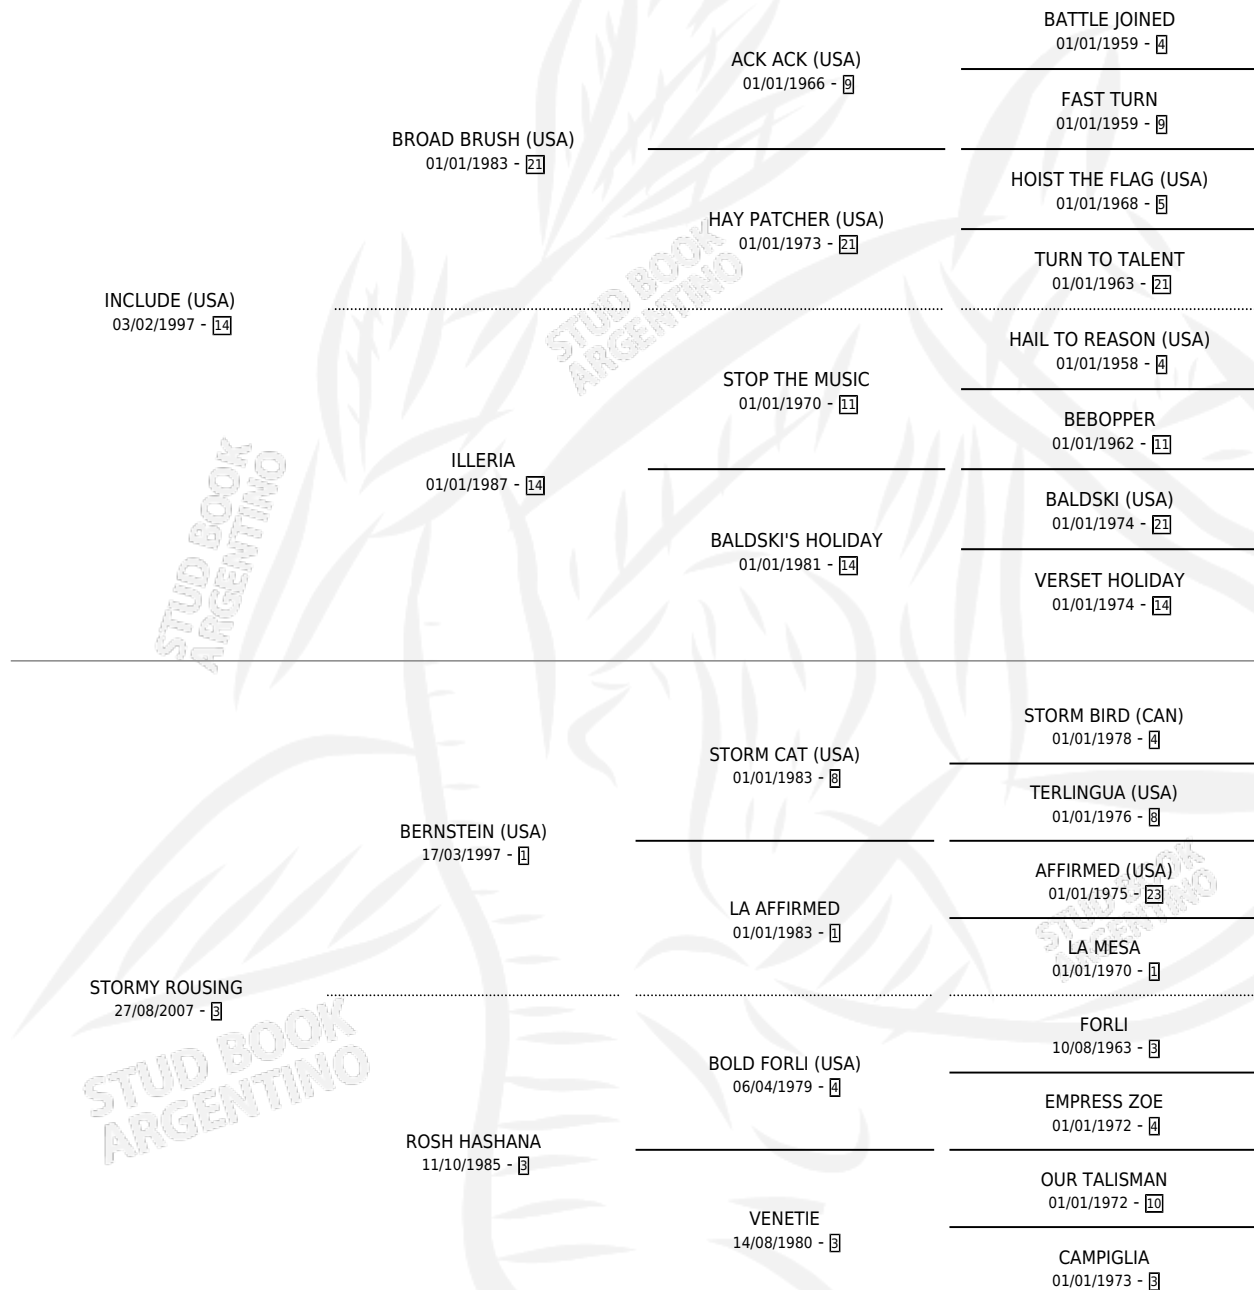 BATTLE JOINED
01/01/1959 - 4
ACK ACK (USA)
01/01/1966 - 9
FAST TURN
01/01/1959 - 9
BROAD BRUSH (USA)
01/01/1983 - 21
HOIST THE FLAG (USA)
01/01/1968 - 5
HAY PATCHER (USA)
01/01/1973 - 21
TURN TO TALENT
01/01/1963 - 21
INCLUDE (USA)
03/02/1997 - 14
HAIL TO REASON (USA)
01/01/1958 - 4
STOP THE MUSIC
01/01/1970 - 11
BEBOPPER
01/01/1962 - 11
ILLERIA
01/01/1987 - 14
BALDSKI (USA)
01/01/1974 - 21
BALDSKI'S HOLIDAY
01/01/1981 - 14
VERSET HOLIDAY
01/01/1974 - 14
STORM BIRD (CAN)
01/01/1978 - 4
STORM CAT (USA)
01/01/1983 - 8
TERLINGUA (USA)
01/01/1976 - 8
BERNSTEIN (USA)
17/03/1997 - 1
AFFIRMED (USA)
01/01/1975 - 23
LA AFFIRMED
01/01/1983 - 1
LA MESA
01/01/1970 - 1
STORMY ROUSING
27/08/2007 - 3
FORLI
10/08/1963 - 3
BOLD FORLI (USA)
06/04/1979 - 4
EMPRESS ZOE
01/01/1972 - 4
ROSH HASHANA
11/10/1985 - 3
OUR TALISMAN
01/01/1972 - 10
VENETIE
14/08/1980 - 3
CAMPIGLIA
01/01/1973 - 3
STUD BOOK
ARGENTINO
STUD BOOK
ARGENTINO
STUD BOOK
ARGENTINO
STUD BOOK
ARGENTINO